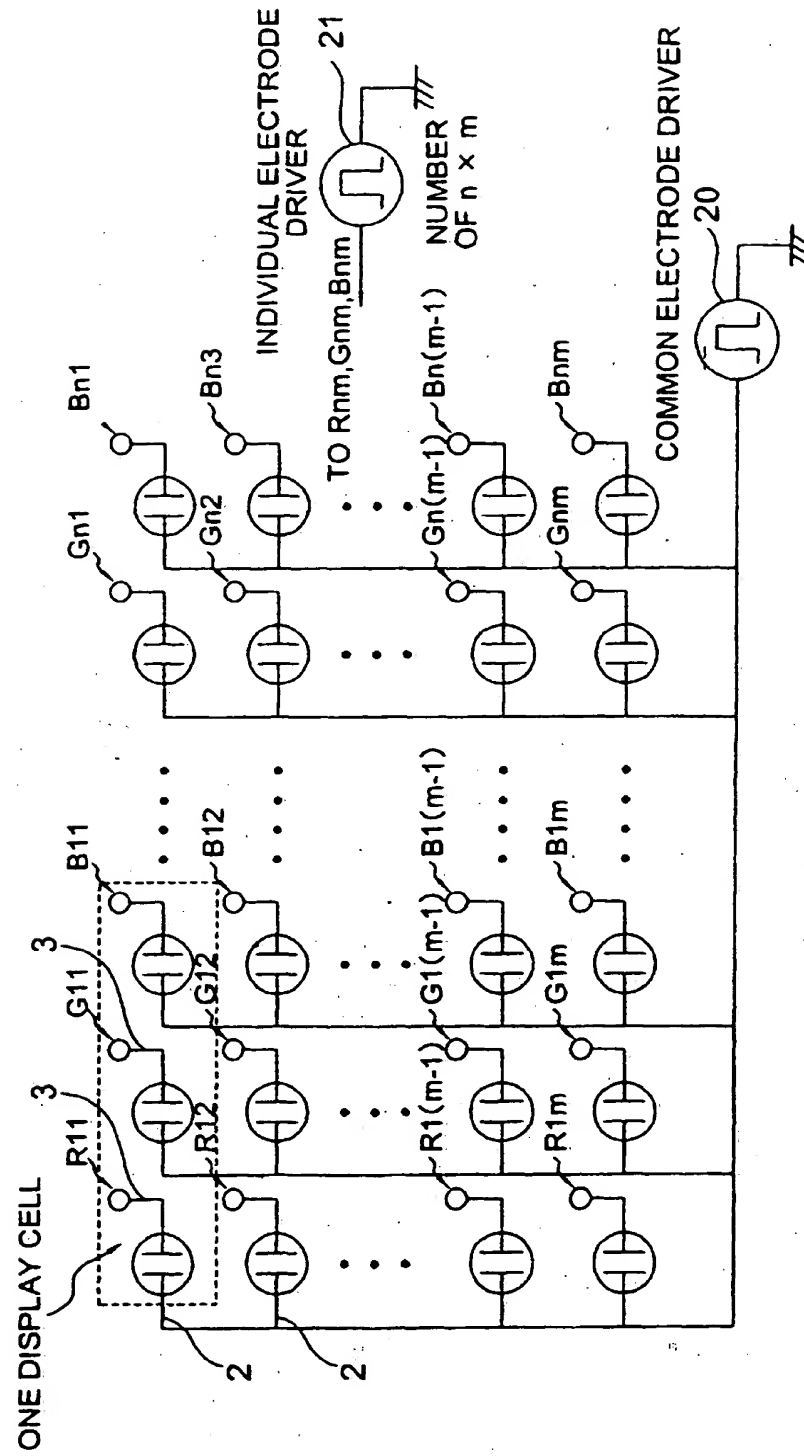 ONE DISPLAY CELL
R11
3
G11
3
B11
Gn1
Bn1
2
R12
G12
B12
Gn2
Bn3
2
R1(m-1)
G1(m-1)
B1(m-1)
Gn(m-1)
Bn(m-1)
R1m
G1m
B1m
Gnm
Bnm
INDIVIDUAL ELECTRODE
DRIVER
21
TO Rnm,Gnm,Bnm
NUMBER
OF n × m
COMMON ELECTRODE DRIVER
20